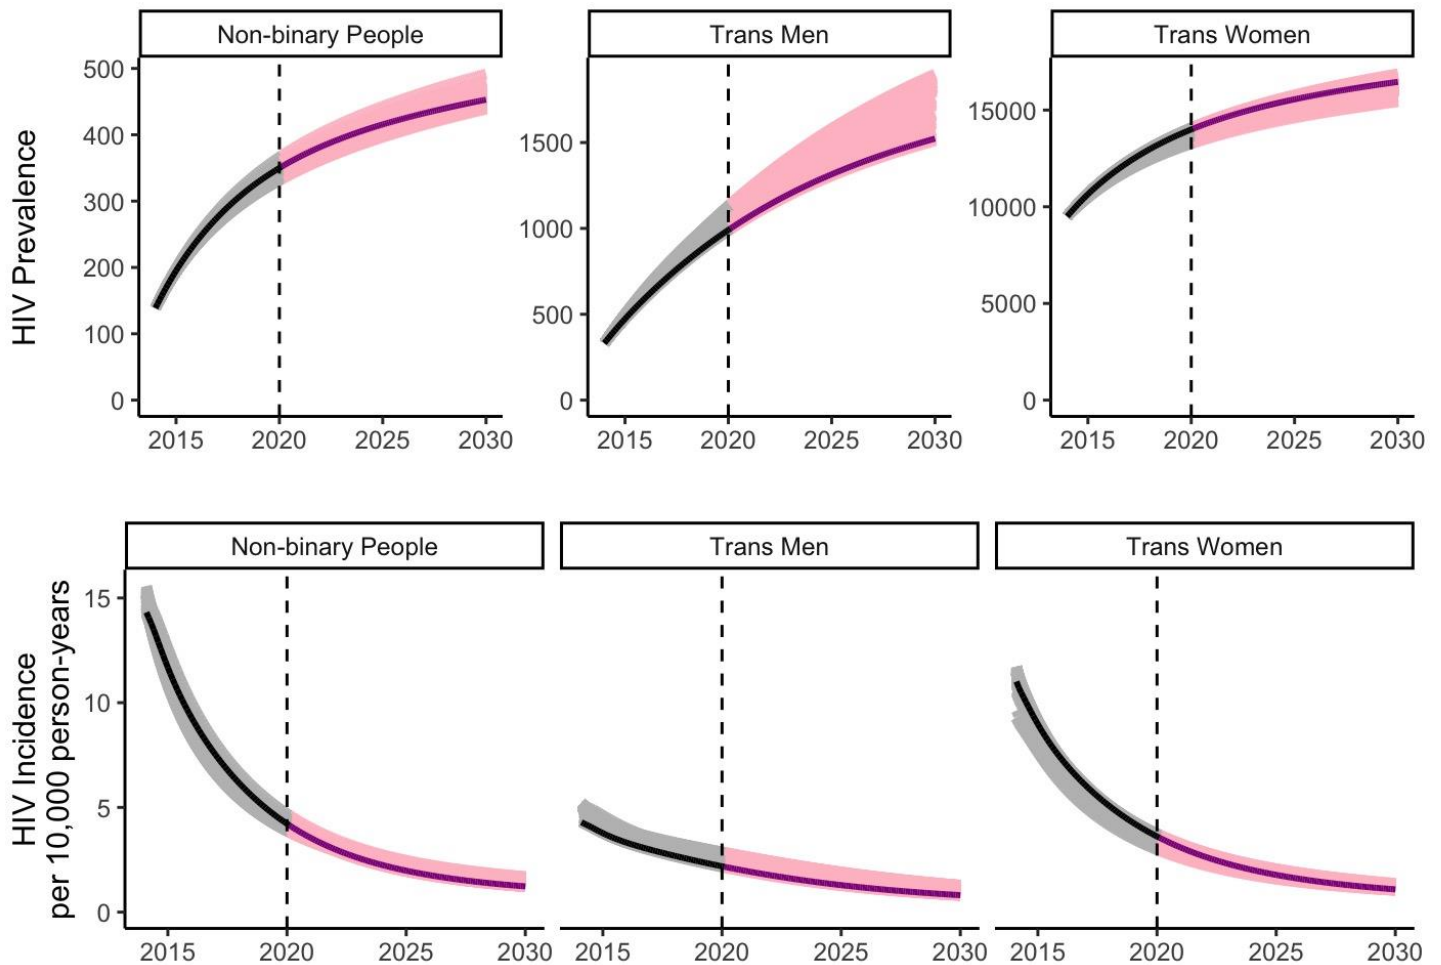 Non-binary People
Trans Men
Trans Women
HIV Prevalence
500
400
300
200
100
0
2015 2020 2025 2030
1500
1000
500
0
2015 2020 2025 2030
15000
10000
5000
0
2015 2020 2025 2030
Non-binary People
Trans Men
Trans Women
HIV Incidence
per 10,000 person-years
15
10
5
0
2015 2020 2025 2030
2015 2020 2025 2030
2015 2020 2025 2030